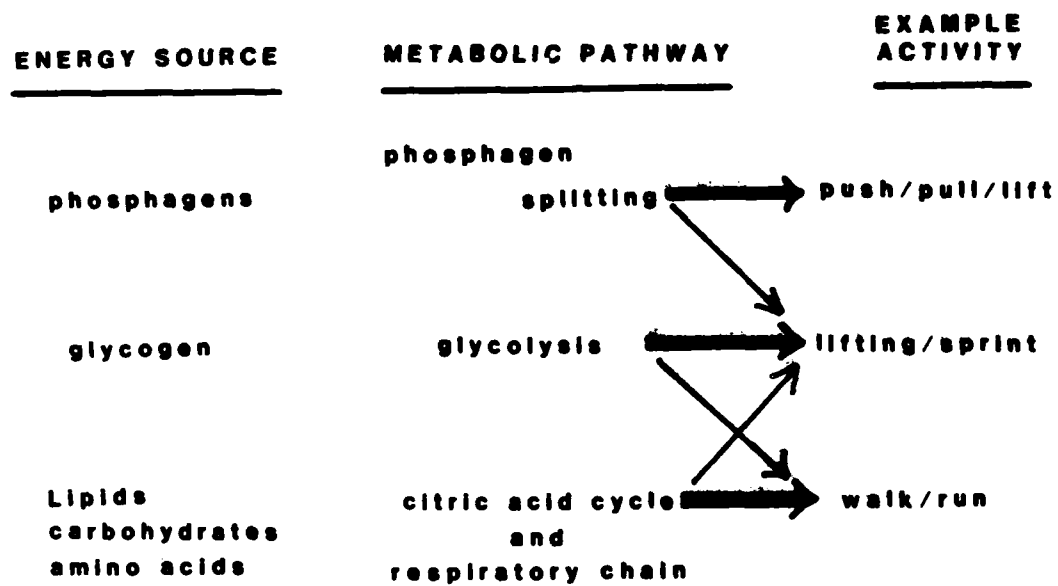 ENERGY SOURCE
METABOLIC PATHWAY
EXAMPLE
ACTIVITY
phosphagens
phosphagen
splitting
push/pull/lift
glycogen
glycolysis
lifting/sprint
Lipids
carbohydrates
amino acids
citric acid cycle
and
respiratory chain
walk/run